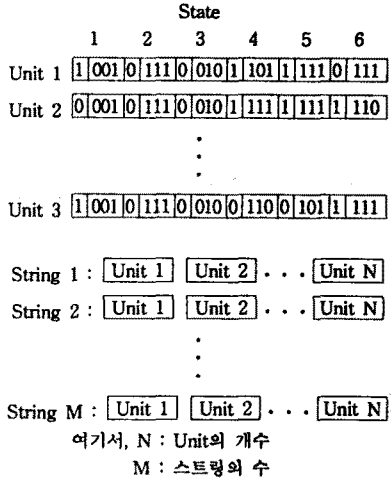 State
1 2 3 4 5 6
Unit 1 1 001 0 111 0 010 1 101 1 111 0 111
Unit 2 0 001 0 111 0 010 1 111 1 111 1 110
Unit 3 1 001 0 111 0 010 0 110 0 101 1 111
String 1 : Unit 1 Unit 2 · · · Unit N
String 2 : Unit 1 Unit 2 · · · Unit N
String M : Unit 1 Unit 2 · · · Unit N
여기서, N : Unit의 개수
M : 스트링의 수